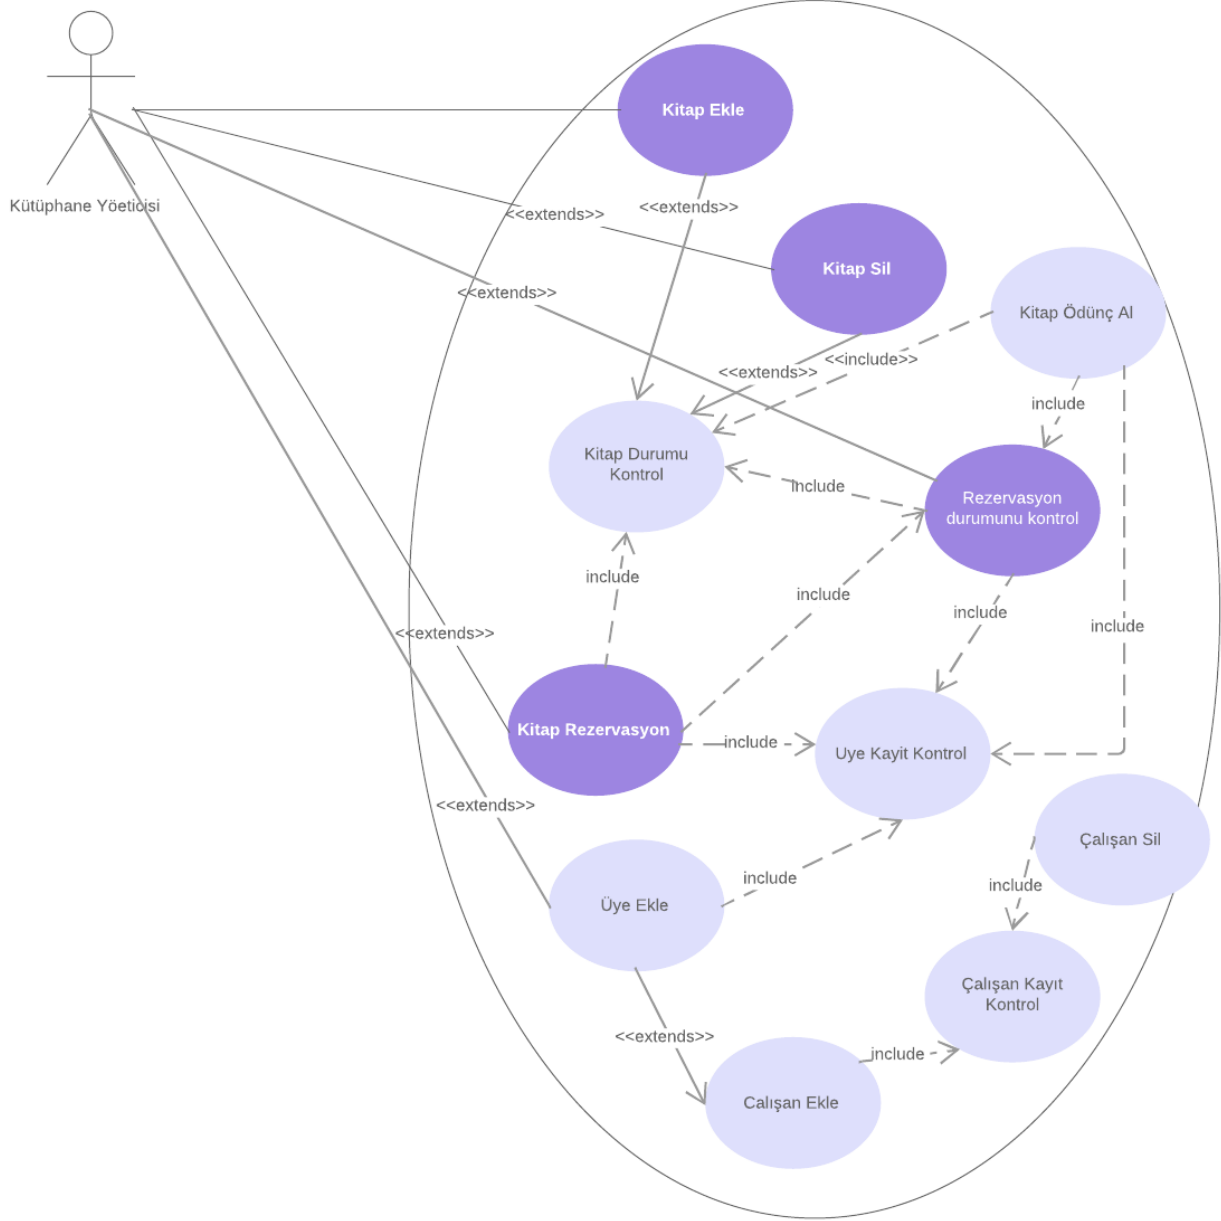 Kitap Ekle
Kütüphane Yöeticisi
<<extends>>
<<extends>>
Kitap Sil
<<extends>>
Kitap Ödünç Al
<<include>>
<<extends>>
include
Kitap Durumu
Kontrol
include
Rezervasyon
durumunu kontrol
include
include
include
include
<<extends>>
Kitap Rezervasyon
include
Uye Kayit Kontrol
<<extends>>
Çalışan Sil
include
include
Üye Ekle
Çalışan Kayıt
Kontrol
<<extends>>
include
Calışan Ekle